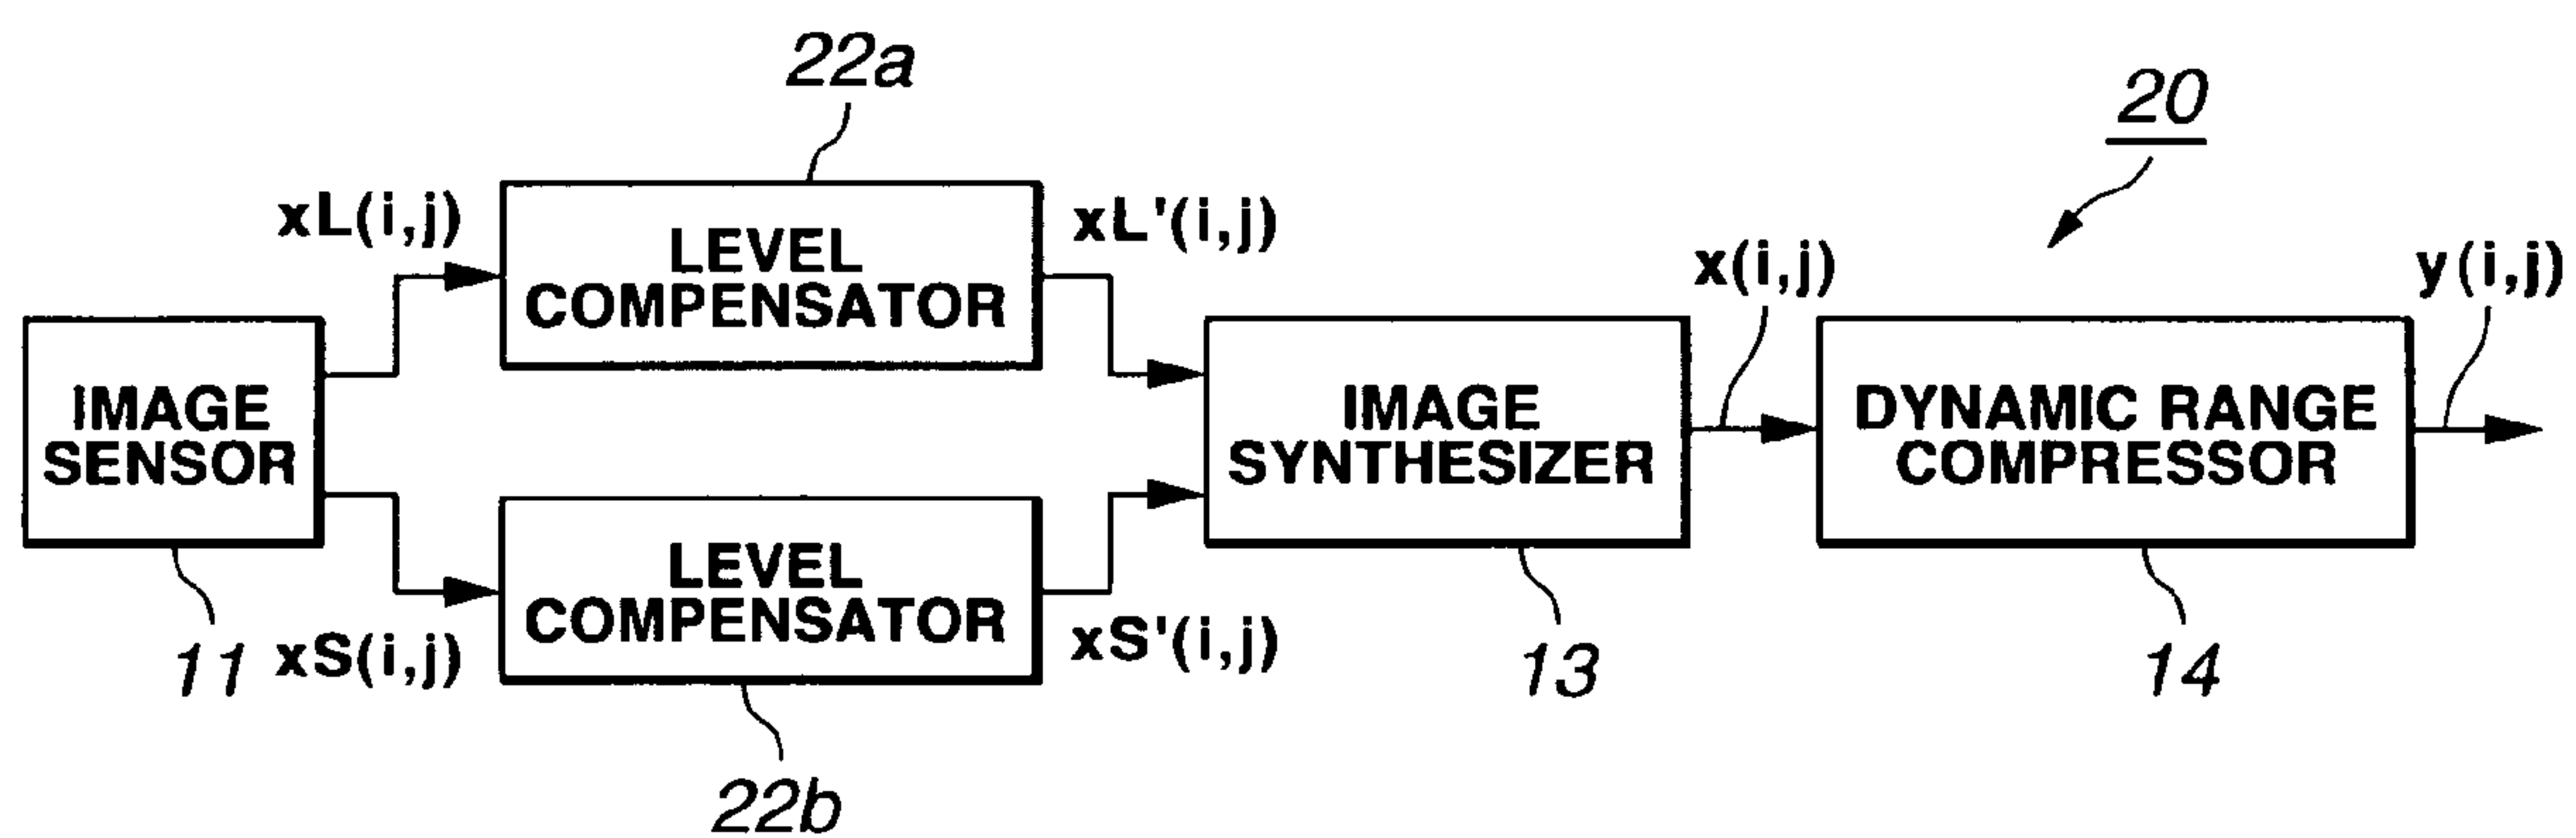 22a
20
xL(i,j)
LEVEL
COMPENSATOR
xL'(i,j)
x(i,j)
y(i,j)
IMAGE
SENSOR
IMAGE
SYNTHESIZER
DYNAMIC RANGE
COMPRESSOR
LEVEL
COMPENSATOR
11
xS(i,j)
xS'(i,j)
13
14
22b